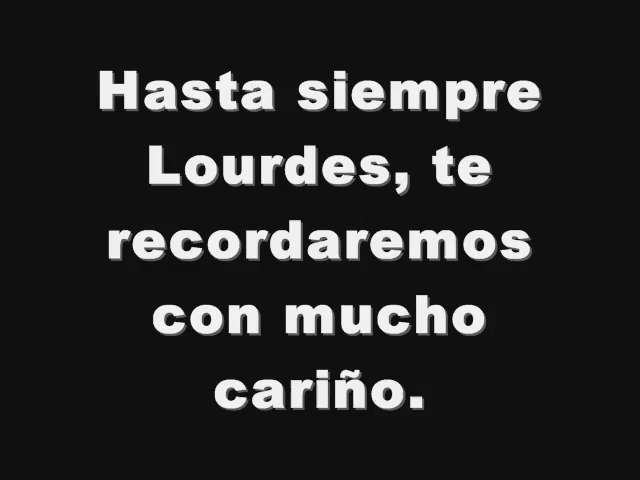 Hasta siempre
Lourdes, te
recordaremos
con mucho
cariño.